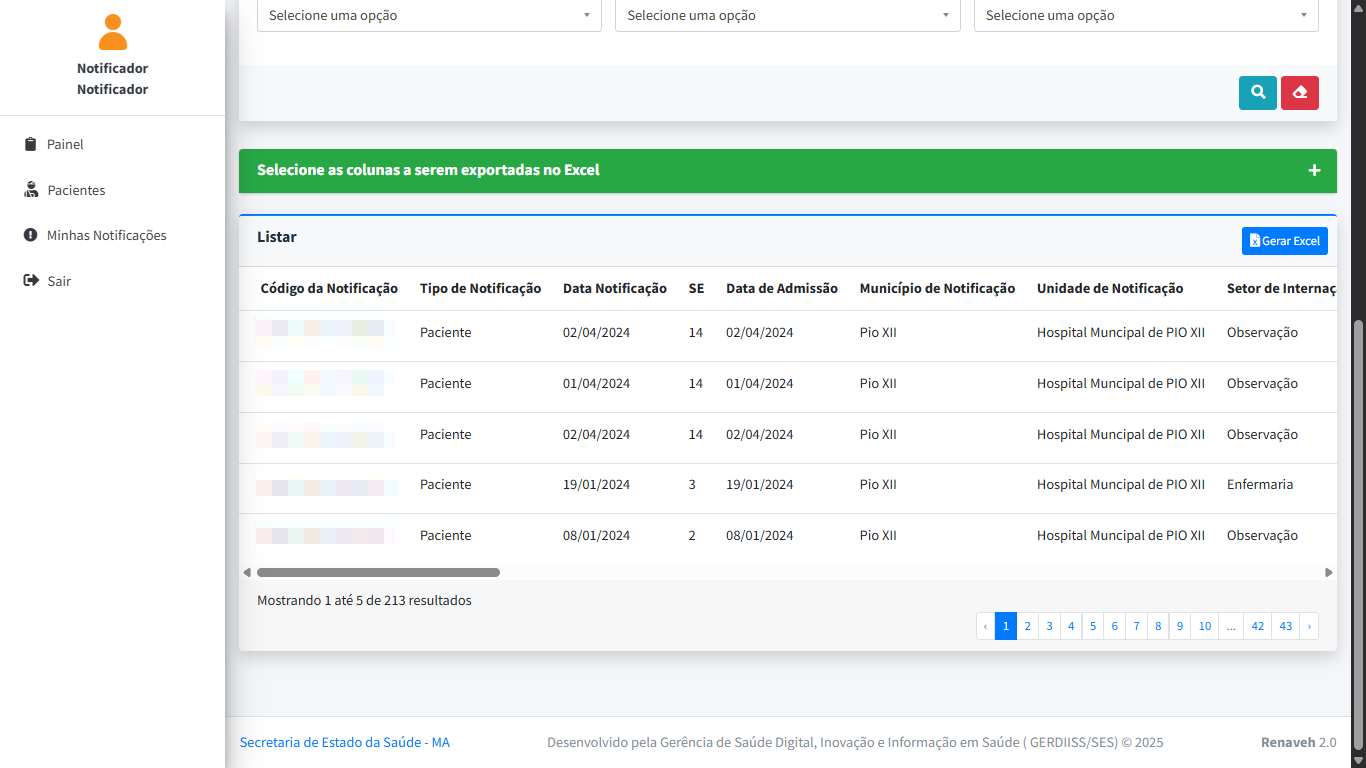 Notificador
Notificador
Painel
Pacientes
Minhas Notificações
Sair
Selecione uma opção Selecione uma opção Selecione uma opção
Selecione as colunas a serem exportadas no Excel +
Listar Gerar Excel
Código da Notificação Tipo de Notificação Data Notificação SE Data de Admissão Município de Notificação Unidade de Notificação Setor de Internaç
Paciente 02/04/2024 14 02/04/2024 Pio XII Hospital Muncipal de PIO XII Observação
Paciente 01/04/2024 14 01/04/2024 Pio XII Hospital Muncipal de PIO XII Observação
Paciente 02/04/2024 14 02/04/2024 Pio XII Hospital Muncipal de PIO XII Observação
Paciente 19/01/2024 3 19/01/2024 Pio XII Hospital Muncipal de PIO XII Enfermaria
Paciente 08/01/2024 2 08/01/2024 Pio XII Hospital Muncipal de PIO XII Observação
Mostrando 1 até 5 de 213 resultados
‹ 1 2 3 4 5 6 7 8 9 10 ... 42 43 ›
Secretaria de Estado da Saúde - MA Desenvolvido pela Gerência de Saúde Digital, Inovação e Informação em Saúde ( GERDIISS/SES) © 2025 Renaveh 2.0